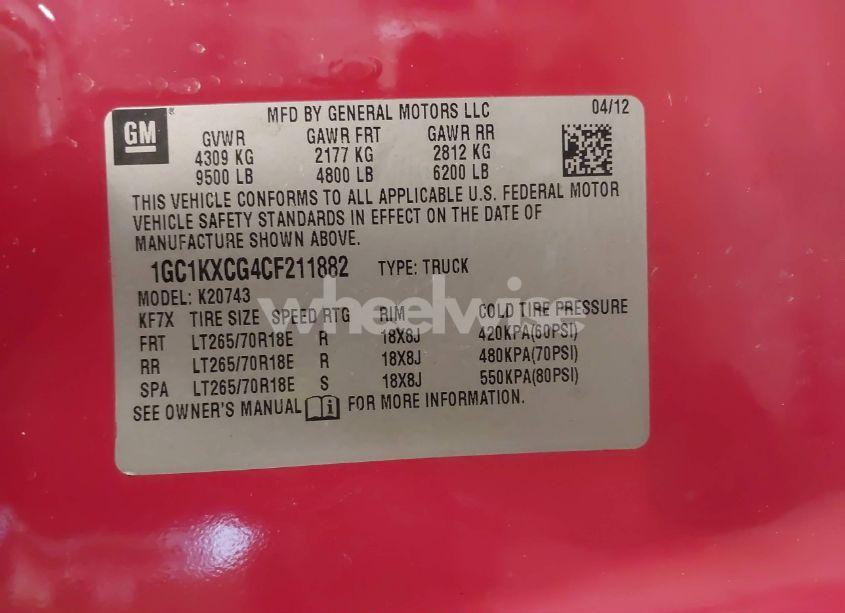 GM ® MFD BY GENERAL MOTORS LLC 04/12
GVWR GAWR FRT GAWR RR
4309 KG 2177 KG 2812 KG
9500 LB 4800 LB 6200 LB
THIS VEHICLE CONFORMS TO ALL APPLICABLE U.S. FEDERAL MOTOR
VEHICLE SAFETY STANDARDS IN EFFECT ON THE DATE OF
MANUFACTURE SHOWN ABOVE.
1GC1KXCG4CF211882 TYPE: TRUCK
MODEL: K20743
wheelwise
KF7X TIRE SIZE SPEED RTG RIM COLD TIRE PRESSURE
FRT LT265/70R18E R 18X8J 420KPA(60PSI)
RR LT265/70R18E R 18X8J 480KPA(70PSI)
SPA LT265/70R18E S 18X8J 550KPA(80PSI)
SEE OWNER'S MANUAL i FOR MORE INFORMATION.